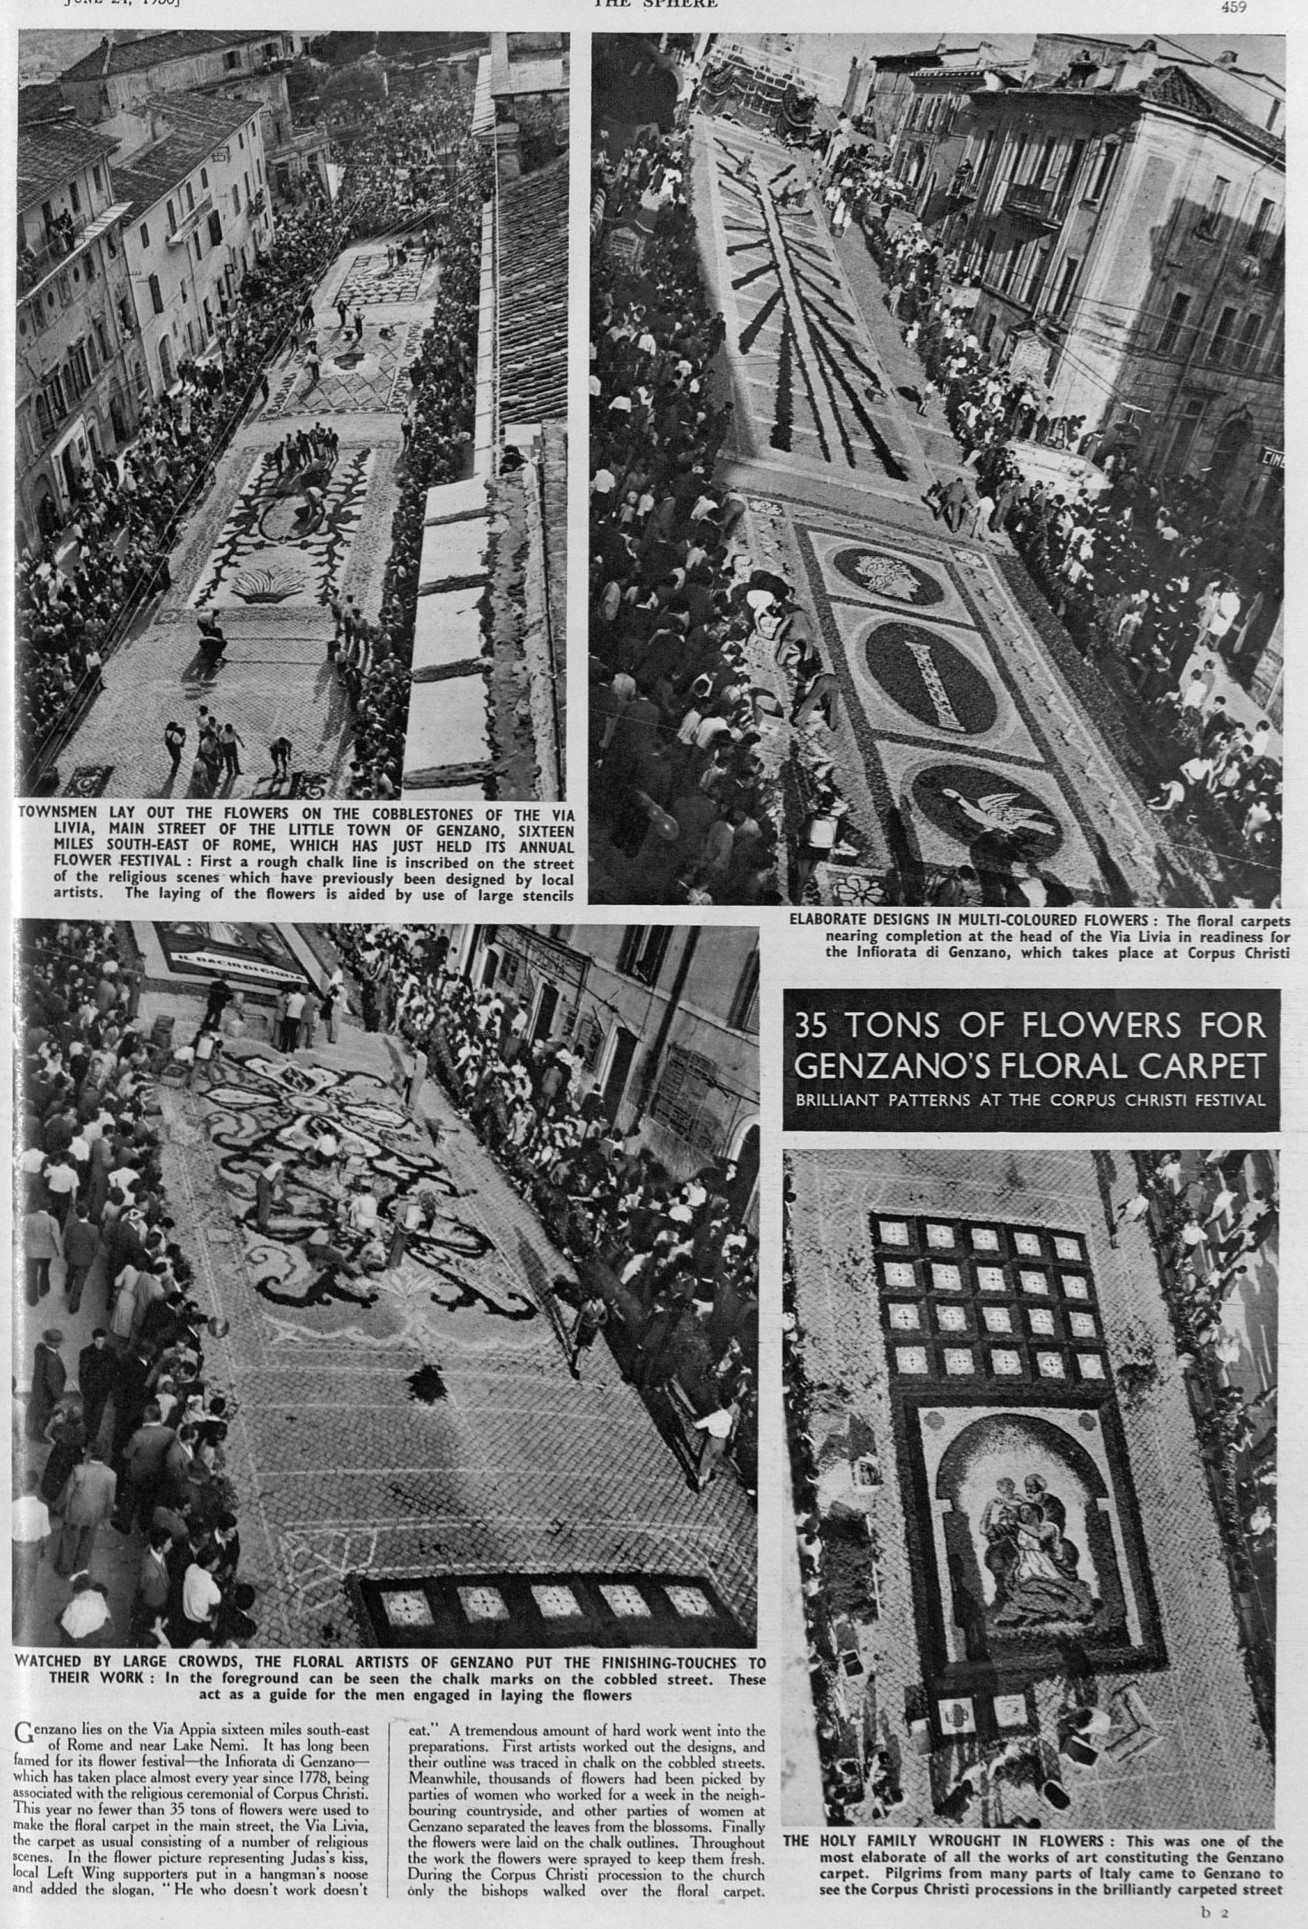 THE SPHERE
459
CINE
TOWNSMEN LAY OUT THE FLOWERS ON THE COBBLESTONES OF THE VIA
LIVIA, MAIN STREET OF THE LITTLE TOWN OF GENZANO, SIXTEEN
MILES SOUTH-EAST OF ROME, WHICH HAS JUST HELD ITS ANNUAL
FLOWER FESTIVAL : First a rough chalk line is inscribed on the street
of the religious scenes which have previously been designed by local
artists. The laying of the flowers is aided by use of large stencils
ELABORATE DESIGNS IN MULTI-COLOURED FLOWERS : The floral carpets
nearing completion at the head of the Via Livia in readiness for
the Infiorata di Genzano, which takes place at Corpus Christi
IL BACIO DI GIUDA
35 TONS OF FLOWERS FOR
GENZANO'S FLORAL CARPET
BRILLIANT PATTERNS AT THE CORPUS CHRISTI FESTIVAL
WATCHED BY LARGE CROWDS, THE FLORAL ARTISTS OF GENZANO PUT THE FINISHING-TOUCHES TO
THEIR WORK : In the foreground can be seen the chalk marks on the cobbled street. These
act as a guide for the men engaged in laying the flowers
Genzano lies on the Via Appia sixteen miles south-east
of Rome and near Lake Nemi. It has long been
famed for its flower festival—the Infiorata di Genzano—
which has taken place almost every year since 1778, being
associated with the religious ceremonial of Corpus Christi.
This year no fewer than 35 tons of flowers were used to
make the floral carpet in the main street, the Via Livia,
the carpet as usual consisting of a number of religious
scenes. In the flower picture representing Judas's kiss,
local Left Wing supporters put in a hangman's noose
and added the slogan, "He who doesn't work doesn't
eat." A tremendous amount of hard work went into the
preparations. First artists worked out the designs, and
their outline was traced in chalk on the cobbled streets.
Meanwhile, thousands of flowers had been picked by
parties of women who worked for a week in the neigh-
bouring countryside, and other parties of women at
Genzano separated the leaves from the blossoms. Finally
the flowers were laid on the chalk outlines. Throughout
the work the flowers were sprayed to keep them fresh.
During the Corpus Christi procession to the church
only the bishops walked over the floral carpet.
THE HOLY FAMILY WROUGHT IN FLOWERS : This was one of the
most elaborate of all the works of art constituting the Genzano
carpet. Pilgrims from many parts of Italy came to Genzano to
see the Corpus Christi processions in the brilliantly carpeted street
b 2